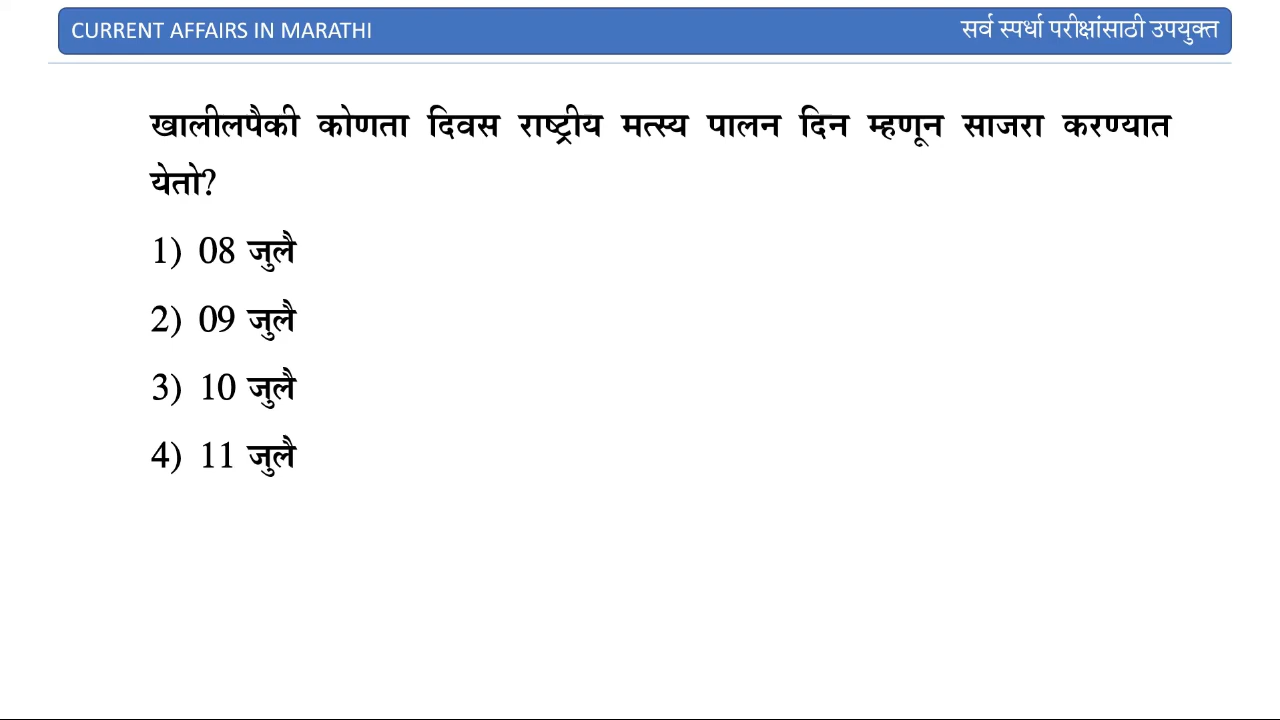 CURRENT AFFAIRS IN MARATHI
सर्व स्पर्धा परीक्षांसाठी उपयुक्त
खालीलपैकी कोणता दिवस राष्ट्रीय मत्स्य पालन दिन म्हणून साजरा करण्यात
येतो?
1) 08 जुलै
2) 09 जुलै
3) 10 जुलै
4) 11 जुलै